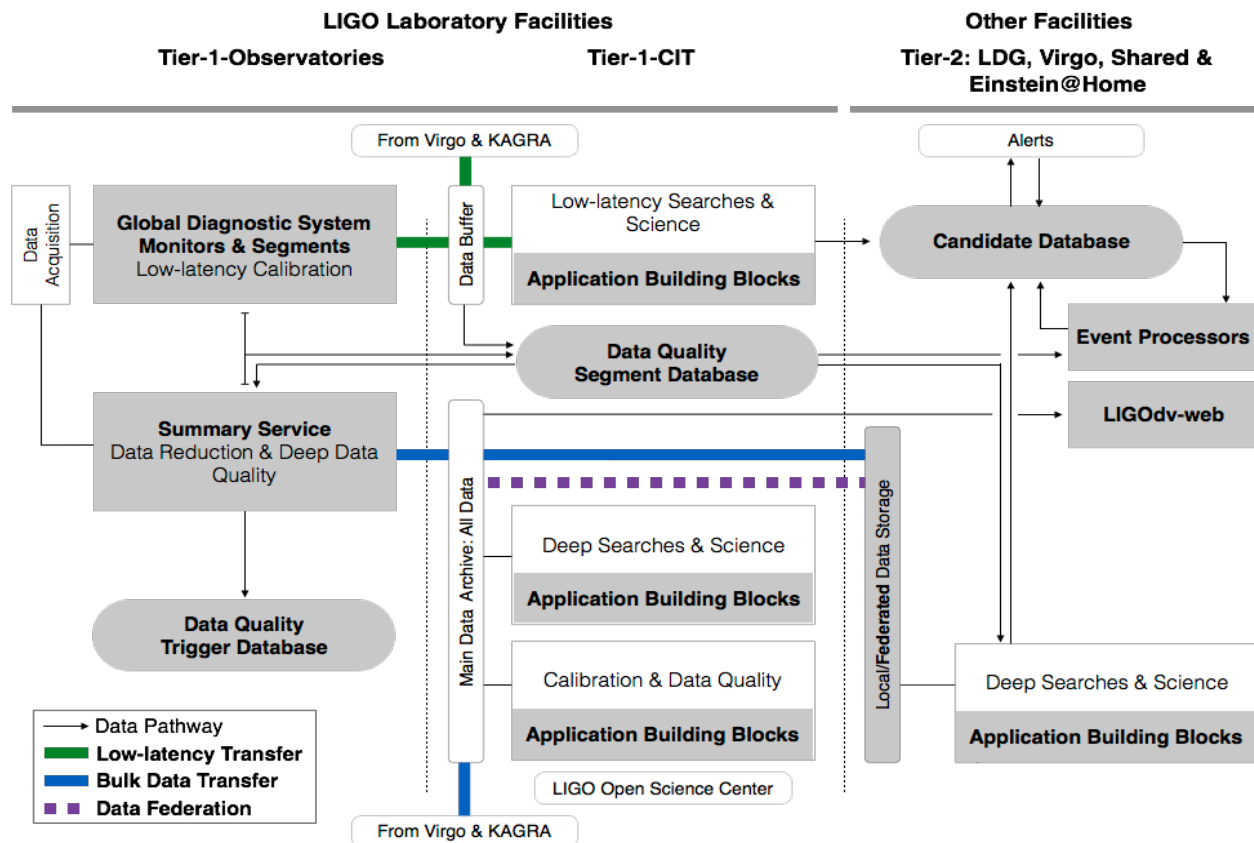 LIGO Laboratory Facilities
Other Facilities
Tier-1-Observatories
Tier-1-CIT
Tier-2: LDG, Virgo, Shared &
Einstein@Home
From Virgo & KAGRA
Alerts
Data
Acquisition
Global Diagnostic System
Monitors & Segments
Low-latency Calibration
Data Buffer
Low-latency Searches &
Science
Application Building Blocks
Candidate Database
Data Quality
Segment Database
Event Processors
LIGOdv-web
Summary Service
Data Reduction & Deep Data
Quality
Main Data Archive: All Data
Local/Federated Data Storage
Deep Searches & Science
Application Building Blocks
Data Quality
Trigger Database
Calibration & Data Quality
Application Building Blocks
Deep Searches & Science
Application Building Blocks
LIGO Open Science Center
From Virgo & KAGRA
Data Pathway
Low-latency Transfer
Bulk Data Transfer
Data Federation